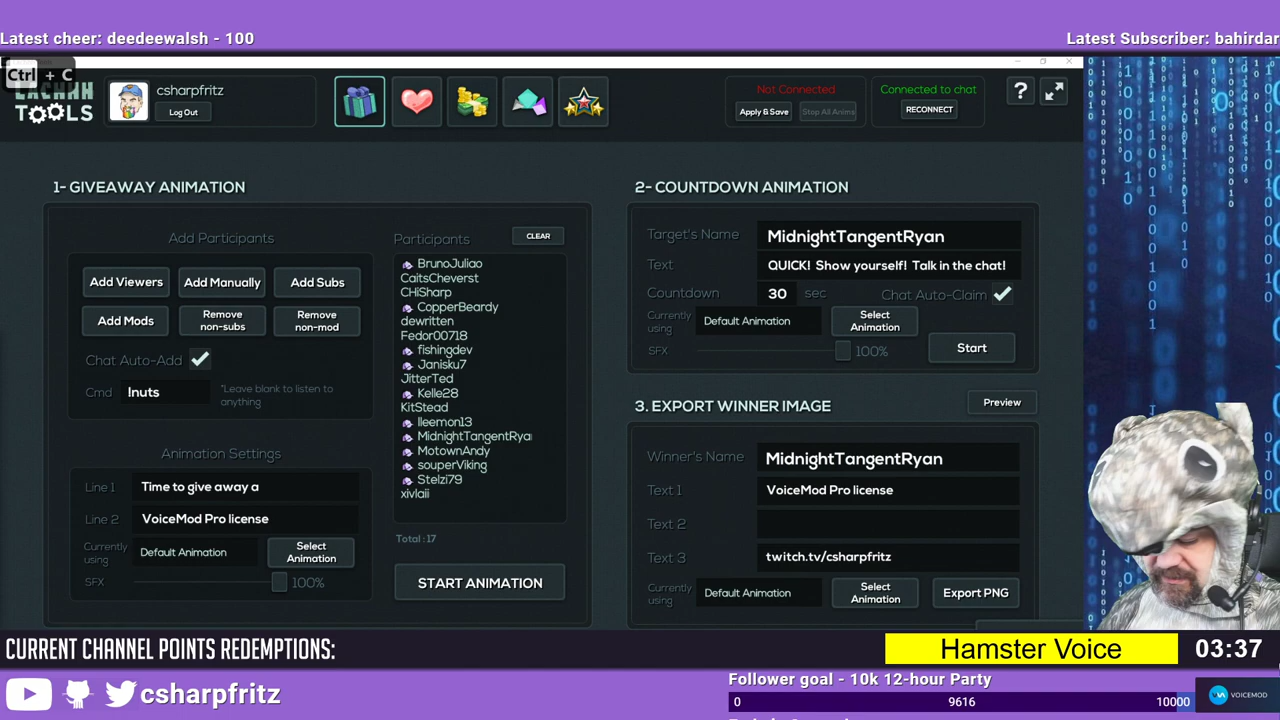 Latest cheer: deedeewalsh - 100
Latest Subscriber: bahirdar
Ctrl + C
TOOLS
csharpfritz
Log Out
Not Connected
Apply & Save
Stop All Anims
Connected to chat
RECONNECT
?
1- GIVEAWAY ANIMATION
Add Participants
Add Viewers
Add Manually
Add Subs
Add Mods
Remove
non-subs
Remove
non-mod
Chat Auto-Add
Cmd
!nuts
*Leave blank to listen to
anything
Animation Settings
Line 1
Time to give away a
Line 2
VoiceMod Pro license
Currently
using
Default Animation
Select
Animation
SFX
100%
Participants
CLEAR
BrunoJuliao
CaitsCheverst
CHiSharp
CopperBeardy
dewritten
Fedor00718
fishingdev
Janisku7
JitterTed
Kelle28
KitStead
lleemon13
MidnightTangentRya
MotownAndy
souperViking
Stelzi79
xivlaii
Total : 17
START ANIMATION
2- COUNTDOWN ANIMATION
Target's Name
MidnightTangentRyan
Text
QUICK! Show yourself! Talk in the chat!
Countdown
30
sec
Chat Auto-Claim
Currently
using
Default Animation
Select
Animation
SFX
100%
Start
3. EXPORT WINNER IMAGE
Preview
Winner's Name
MidnightTangentRyan
Text 1
VoiceMod Pro license
Text 2
Text 3
twitch.tv/csharpfritz
Currently
using
Default Animation
Select
Animation
Export PNG
CURRENT CHANNEL POINTS REDEMPTIONS:
Hamster Voice
03:37
csharpfritz
Follower goal - 10k 12-hour Party
0
9616
10000
VOICEMOD